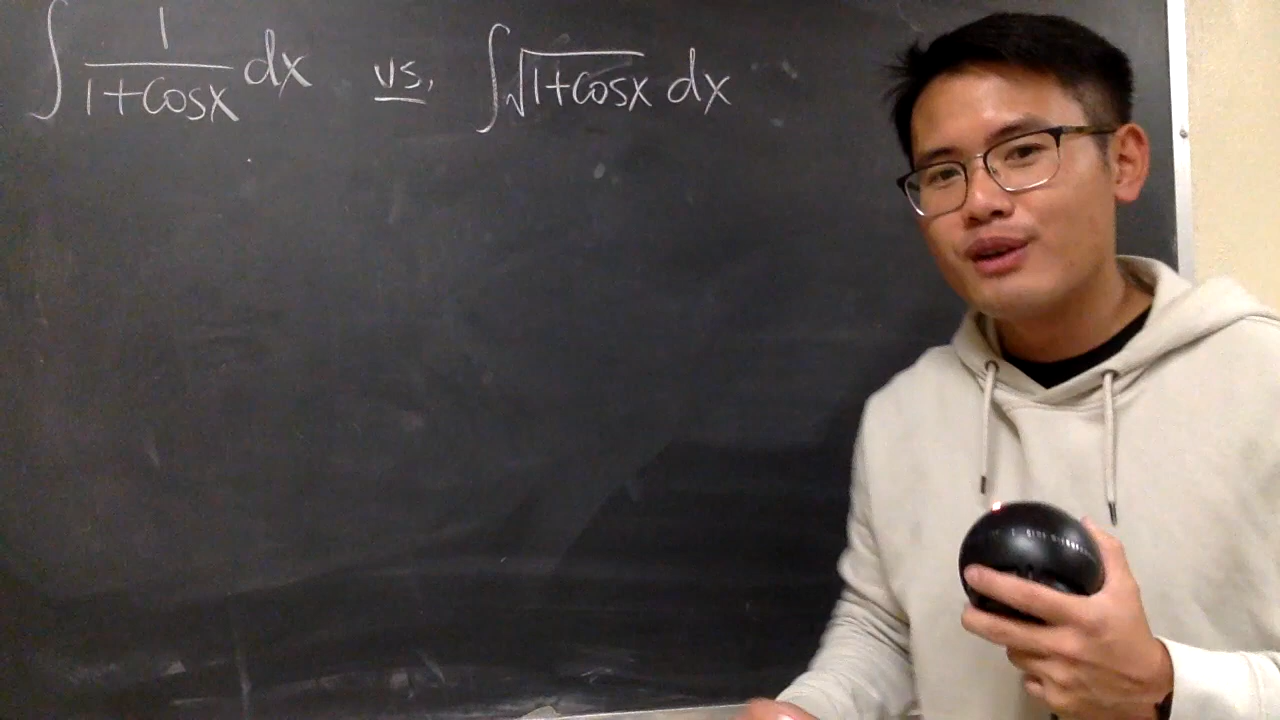 ∫ 1/(1+cosx) dx vs. ∫ √(1+cosx) dx